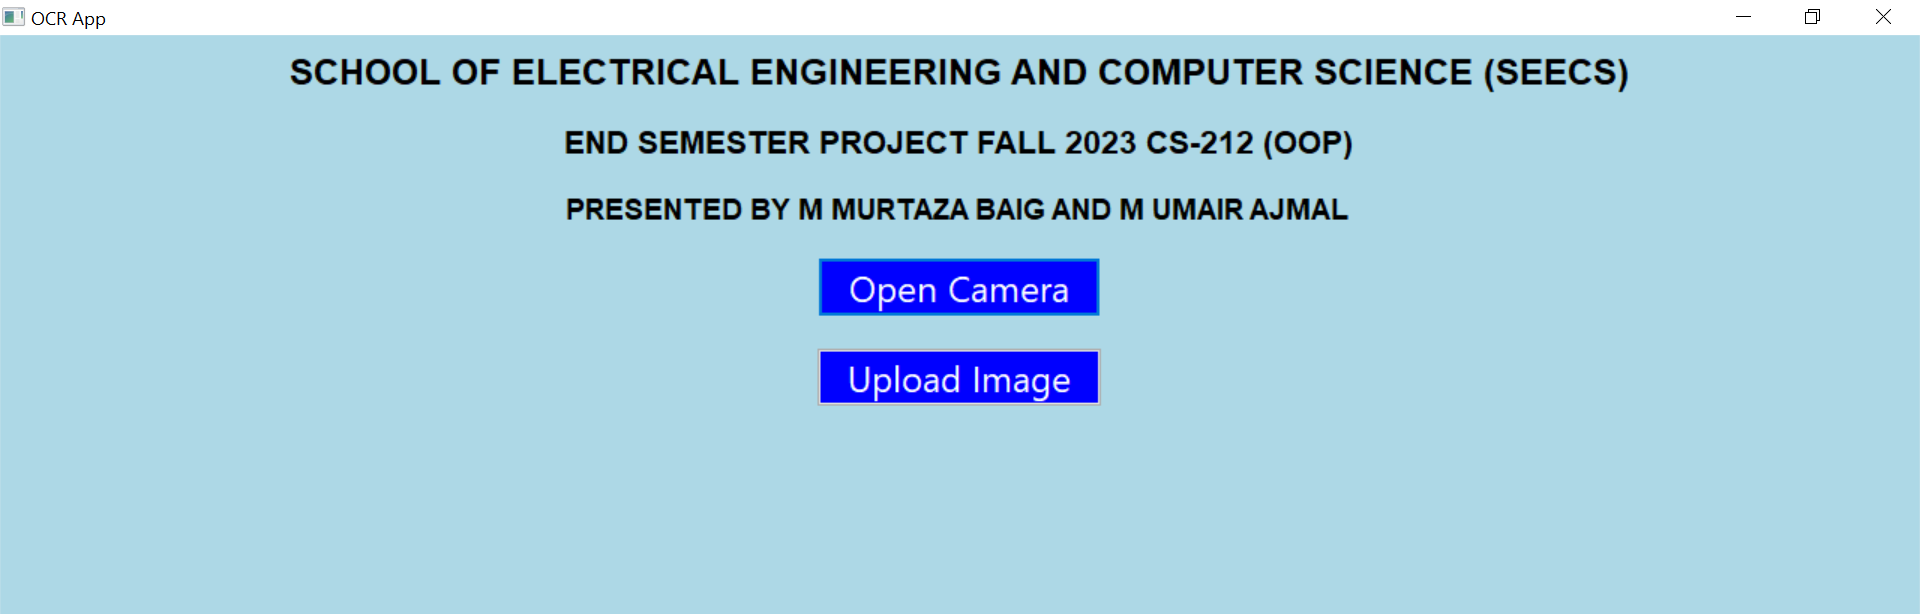 OCR App
SCHOOL OF ELECTRICAL ENGINEERING AND COMPUTER SCIENCE (SEECS)
END SEMESTER PROJECT FALL 2023 CS-212 (OOP)
PRESENTED BY M MURTAZA BAIG AND M UMAIR AJMAL
Open Camera
Upload Image